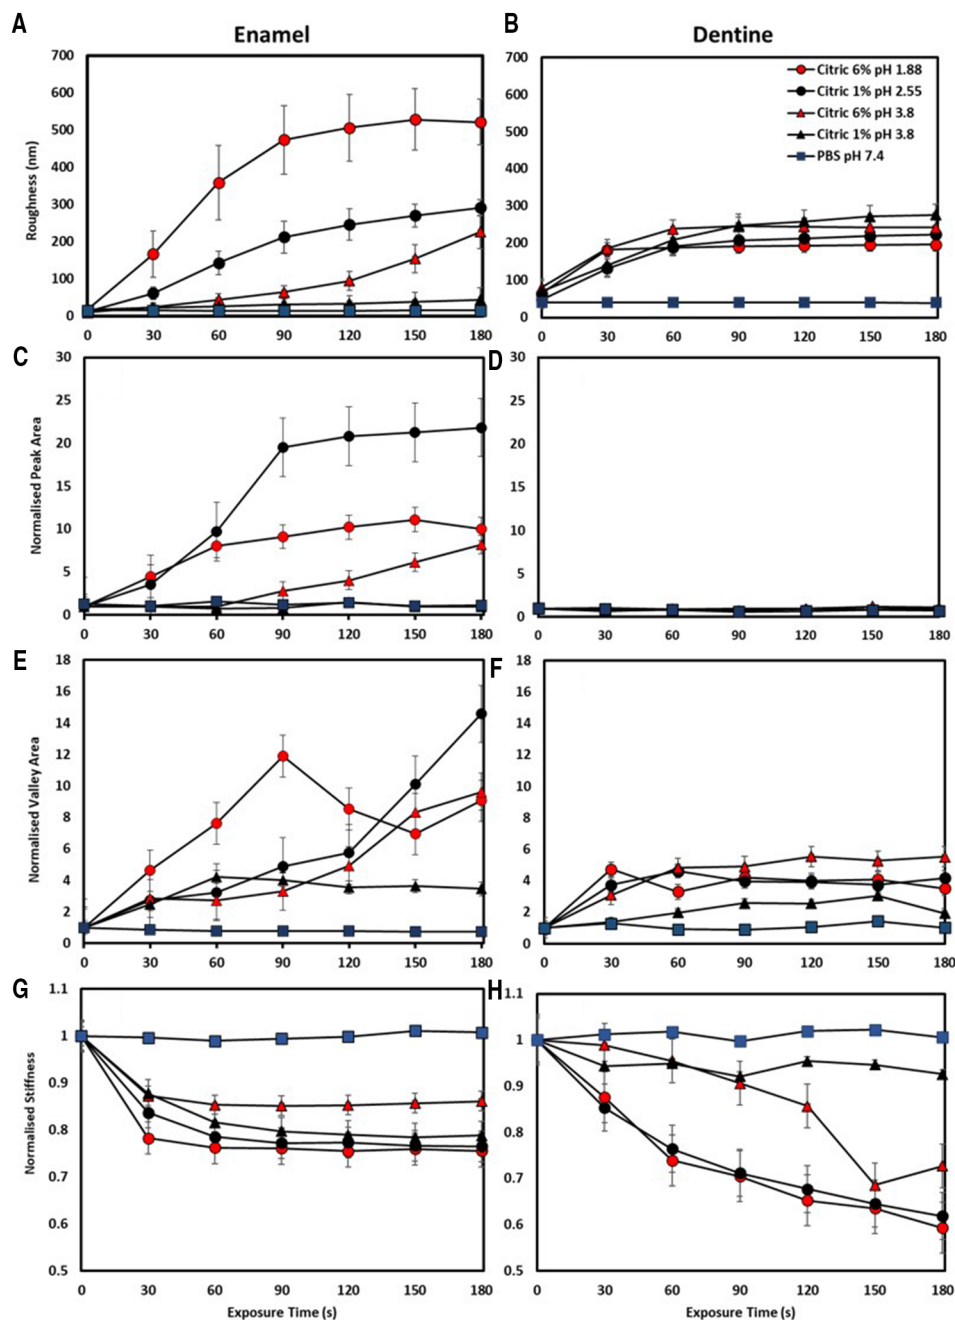 A
B
Enamel
Dentine
700
600
500
400
300
200
100
0
Roughness (nm)
0 30 60 90 120 150 180
700
600
500
400
300
200
100
0
Citric 6% pH 1.88
Citric 1% pH 2.55
Citric 6% pH 3.8
Citric 1% pH 3.8
PBS pH 7.4
0 30 60 90 120 150 180
C
D
30
25
20
15
10
5
0
Normalised Peak Area
0 30 60 90 120 150 180
30
25
20
15
10
5
0
0 30 60 90 120 150 180
E
F
18
16
14
12
10
8
6
4
2
0
Normalised Valley Area
0 30 60 90 120 150 180
18
16
14
12
10
8
6
4
2
0
0 30 60 90 120 150 180
G
H
1.1
1
0.9
0.8
0.7
0.6
0.5
Normalised Stiffness
0 30 60 90 120 150 180
Exposure Time (s)
1.1
1
0.9
0.8
0.7
0.6
0.5
0 30 60 90 120 150 180
Exposure Time (s)